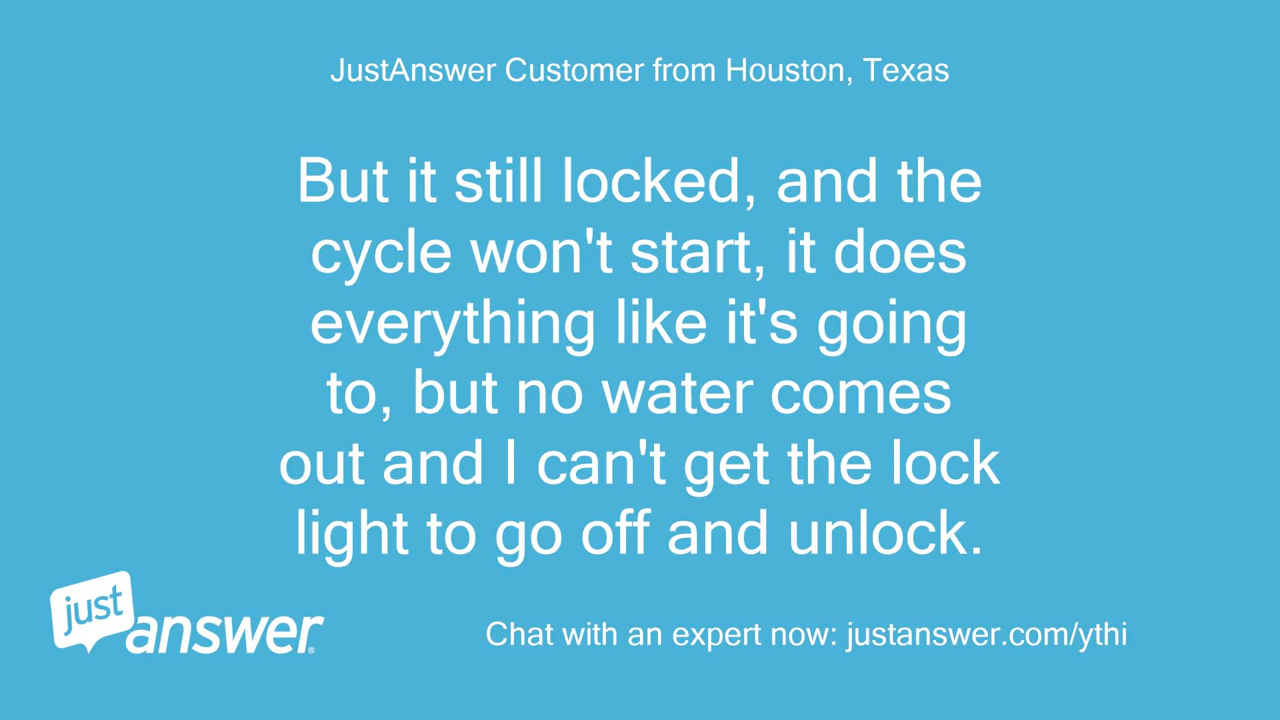 JustAnswer Customer from Houston, Texas
But it still locked, and the
cycle won't start, it does
everything like it's going
to, but no water comes
out and I can't get the lock
light to go off and unlock.
just
answer®
Chat with an expert now: justanswer.com/ythi